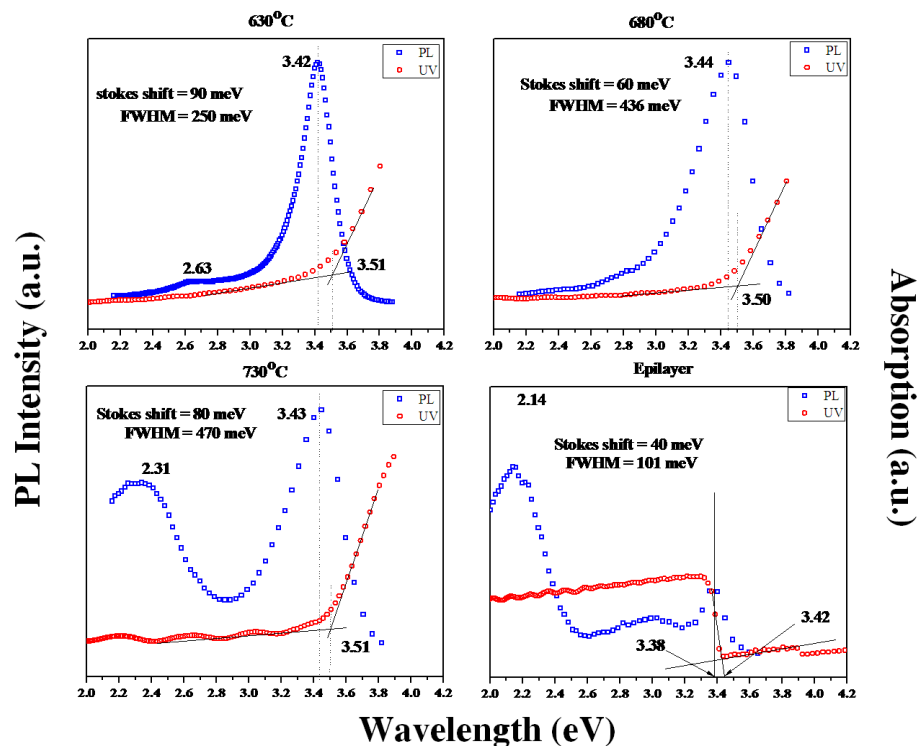 630°C
680°C
PL
UV
3.42
stokes shift = 90 meV
FWHM = 250 meV
2.63
3.51
2.0 2.2 2.4 2.6 2.8 3.0 3.2 3.4 3.6 3.8 4.0 4.2
PL
UV
3.44
Stokes shift = 60 meV
FWHM = 436 meV
3.50
2.0 2.2 2.4 2.6 2.8 3.0 3.2 3.4 3.6 3.8 4.0 4.2
PL Intensity (a.u.)
Absorption (a.u.)
730°C
Epilayer
PL
UV
Stokes shift = 80 meV
3.43
FWHM = 470 meV
2.31
3.51
2.0 2.2 2.4 2.6 2.8 3.0 3.2 3.4 3.6 3.8 4.0 4.2
PL
UV
2.14
Stokes shift = 40 meV
FWHM = 101 meV
3.42
3.38
2.0 2.2 2.4 2.6 2.8 3.0 3.2 3.4 3.6 3.8 4.0 4.2
Wavelength (eV)